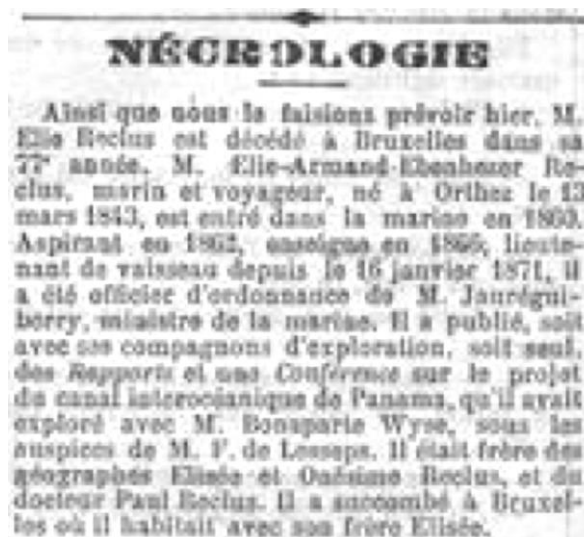 NÉCROLOGIE
Ainsi que nous le faisions prévoir hier, M.
Elie Reclus est décédé à Bruxelles dans sa
77e année. M. Elie-Armand-Ebenhezer Re-
clus, marin et voyageur, né à Orthez le 13
mars 1843, est entré dans la marine en 1860.
Aspirant en 1862, enseigne en 1866, lieute-
nant de vaisseau depuis le 16 janvier 1871, il
a été officier d'ordonnance de M. Jaurégui-
berry, ministre de la marine. Il a publié, soit
avec ses compagnons d'exploration, soit seul,
des Rapports et une Conférence sur le projet
du canal interocianique de Panama, qu'il avait
exploré avec M. Bonaparte Wyse, sous les
auspices de M. F. de Lesseps. Il était frère des
géographes Elisée et Onésime Reclus, et du
docteur Paul Reclus. Il a succombé à Bruxel-
les où il habitait avec son frère Elisée.